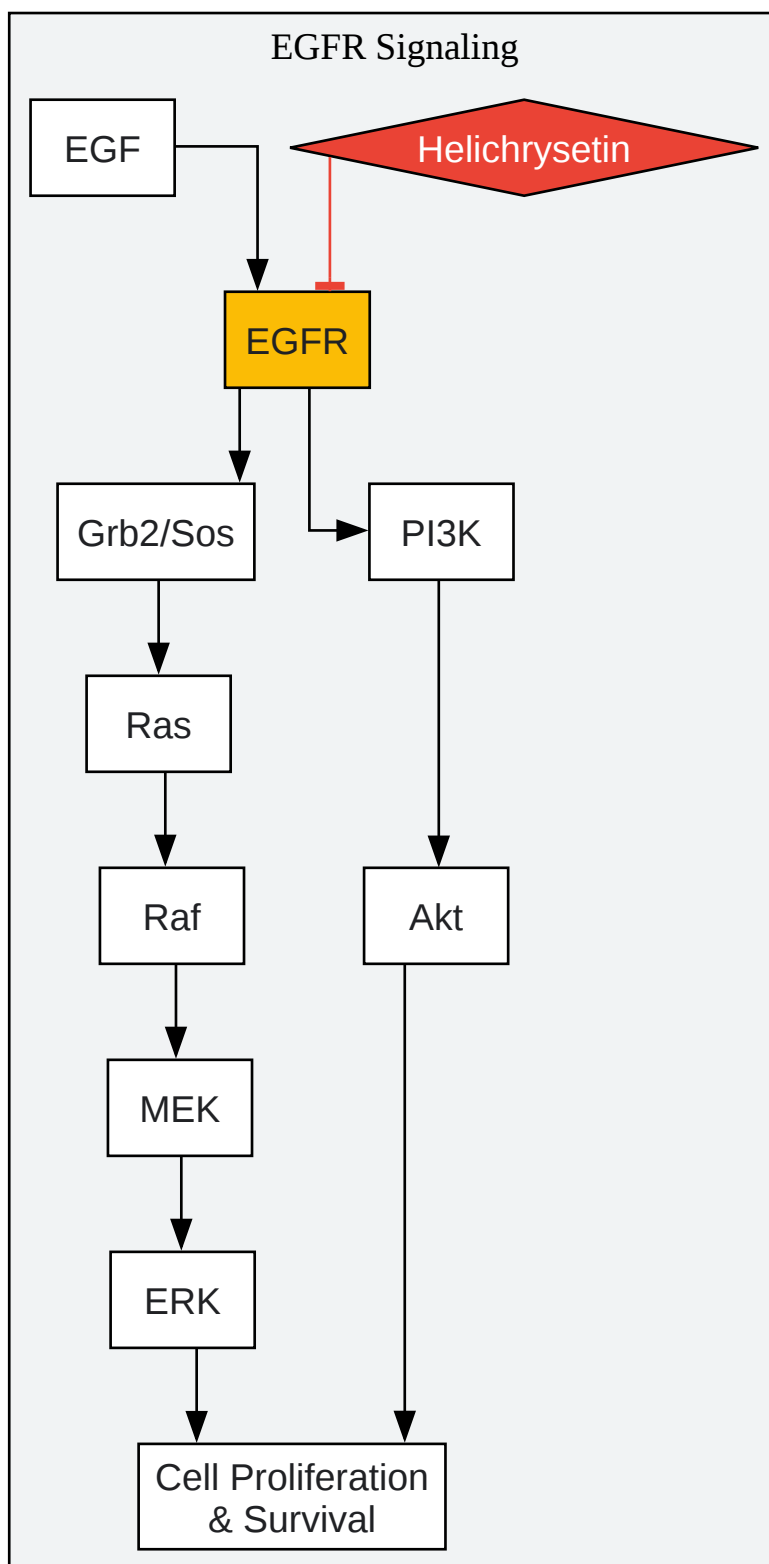 EGFR Signaling
EGF
Helichrysetin
EGFR
Grb2/Sos
PI3K
Ras
Raf
Akt
MEK
ERK
Cell Proliferation
& Survival